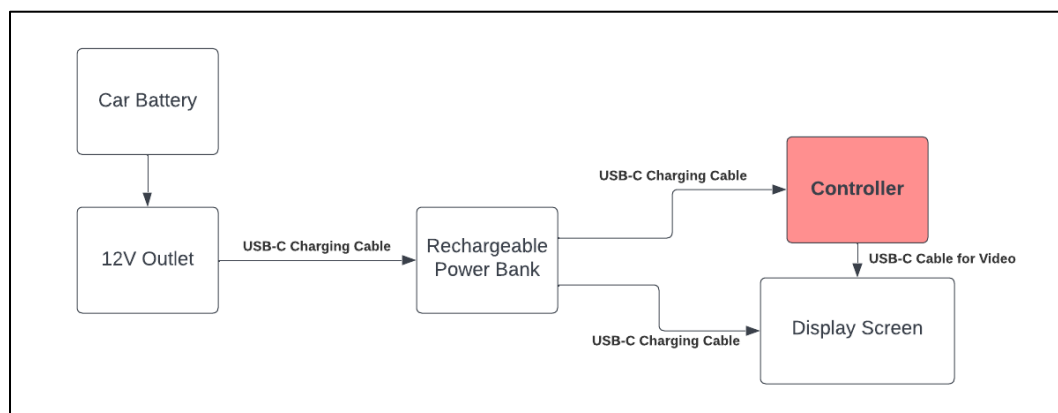 Car Battery
12V Outlet
USB-C Charging Cable
Rechargeable
Power Bank
USB-C Charging Cable
Controller
USB-C Cable for Video
USB-C Charging Cable
Display Screen